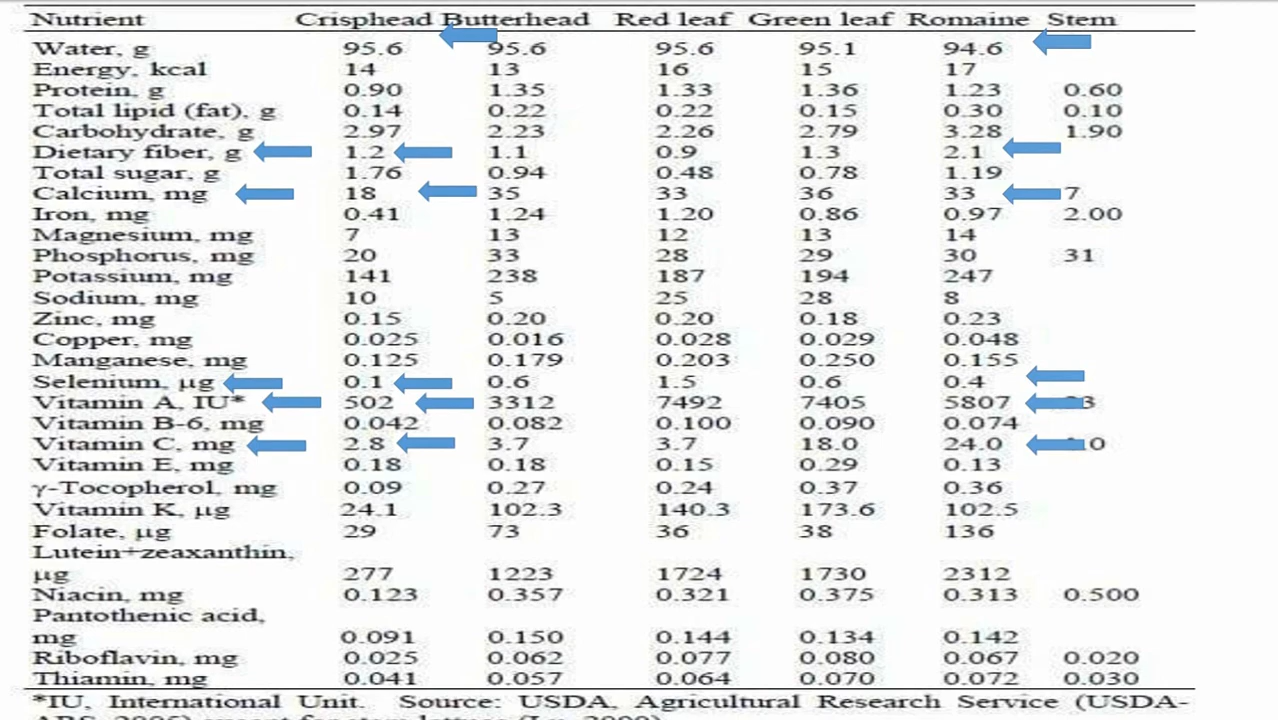 Nutrient Crisphead Butterhead Red leaf Green leaf Romaine Stem
Water, g 95.6 95.6 95.6 95.1 94.6
Energy, kcal 14 13 16 15 17
Protein, g 0.90 1.35 1.33 1.36 1.23 0.60
Total lipid (fat), g 0.14 0.22 0.22 0.15 0.30 0.10
Carbohydrate, g 2.97 2.23 2.26 2.79 3.28 1.90
Dietary fiber, g 1.2 1.1 0.9 1.3 2.1
Total sugar, g 1.76 0.94 0.48 0.78 1.19
Calcium, mg 18 35 33 36 33 7
Iron, mg 0.41 1.24 1.20 0.86 0.97 2.00
Magnesium, mg 7 13 12 13 14
Phosphorus, mg 20 33 28 29 30 31
Potassium, mg 141 238 187 194 247
Sodium, mg 10 5 25 28 8
Zinc, mg 0.15 0.20 0.20 0.18 0.23
Copper, mg 0.025 0.016 0.028 0.029 0.048
Manganese, mg 0.125 0.179 0.203 0.250 0.155
Selenium, μg 0.1 0.6 1.5 0.6 0.4
Vitamin A, IU* 502 3312 7492 7405 5807
Vitamin B-6, mg 0.042 0.082 0.100 0.090 0.074
Vitamin C, mg 2.8 3.7 3.7 18.0 24.0
Vitamin E, mg 0.18 0.18 0.15 0.29 0.13
γ-Tocopherol, mg 0.09 0.27 0.24 0.37 0.36
Vitamin K, μg 24.1 102.3 140.3 173.6 102.5
Folate, μg 29 73 36 38 136
Lutein+zeaxanthin,
μg 277 1223 1724 1730 2312
Niacin, mg 0.123 0.357 0.321 0.375 0.313 0.500
Pantothenic acid,
mg 0.091 0.150 0.144 0.134 0.142
Riboflavin, mg 0.025 0.062 0.077 0.080 0.067 0.020
Thiamin, mg 0.041 0.057 0.064 0.070 0.072 0.030
*IU, International Unit. Source: USDA, Agricultural Research Service (USDA-